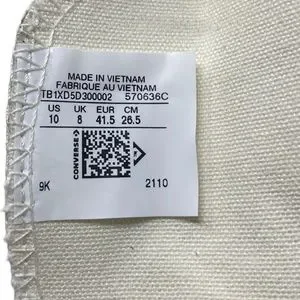 MADE IN VIETNAM
FABRIQUE AU VIETNAM
TB1XD5D300002 570636C
US UK EUR CM
10 8 41.5 26.5
CONVERSE
9K 2110